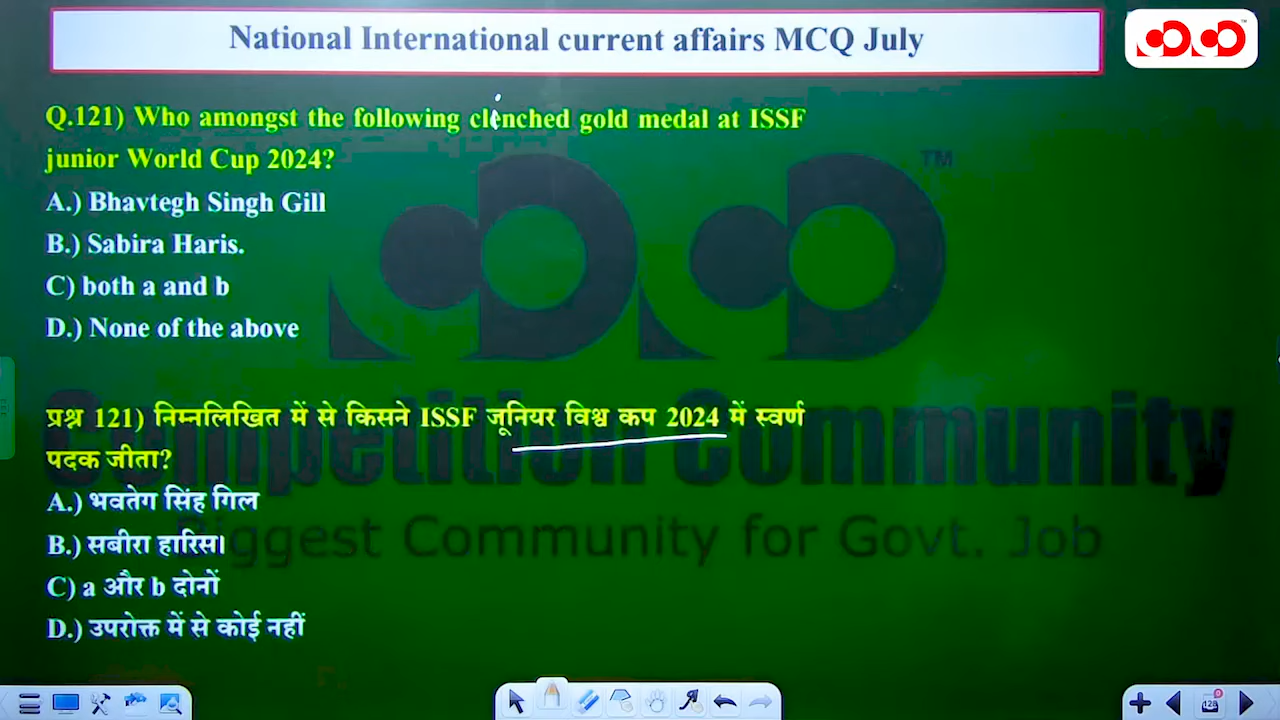 National International current affairs MCQ July
Q.121) Who amongst the following clenched gold medal at ISSF
junior World Cup 2024?
A.) Bhavtegh Singh Gill
B.) Sabira Haris.
C) both a and b
D.) None of the above
TM
प्रश्न 121) निम्नलिखित में से किसने ISSF जूनियर विश्व कप 2024 में स्वर्ण
पदक जीता?
A.) भवतेग सिंह गिल
B.) सबीरा हारिस।
C) a और b दोनों
D.) उपरोक्त में से कोई नहीं
Competition Community
Biggest Community for Govt. Job
128